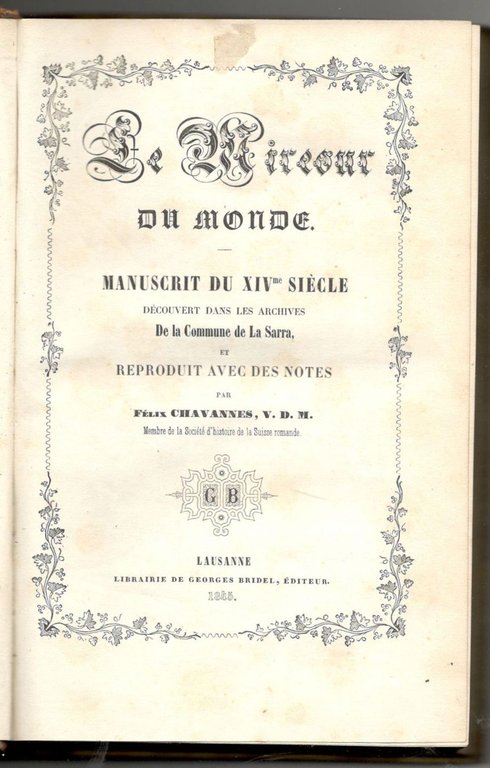 Le Mireour
DU MONDE.
MANUSCRIT DU XIVme SIÈCLE
DÉCOUVERT DANS LES ARCHIVES
De la Commune de La Sarra,
ET
REPRODUIT AVEC DES NOTES
PAR
FÉLIX CHAVANNES, V. D. M.
Membre de la Société d'histoire de la Suisse romande.
G B
LAUSANNE
LIBRAIRIE DE GEORGES BRIDEL, ÉDITEUR.
1845.